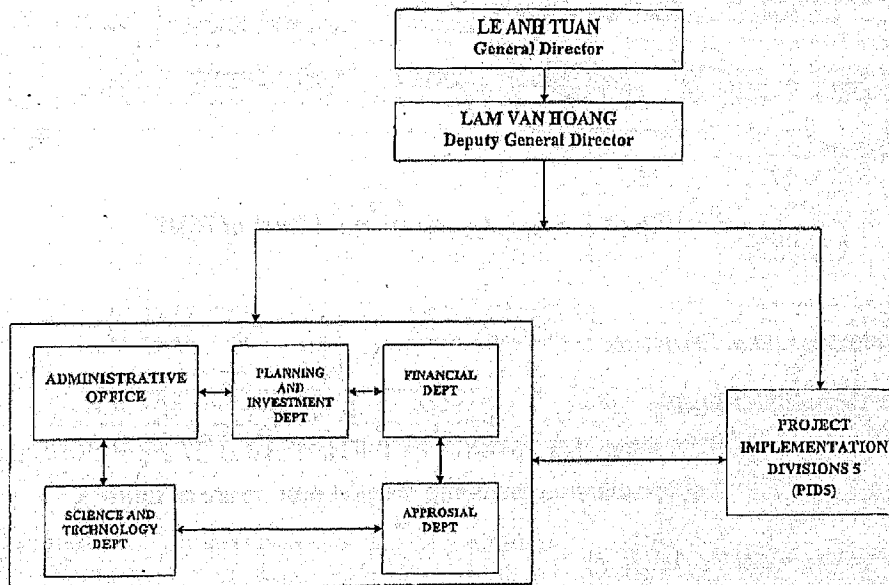 LE ANH TUAN
General Director
LAM VAN HOANG
Deputy General Director
ADMINISTRATIVE
OFFICE
PLANNING
AND
INVESTMENT
DEPT
FINANCIAL
DEPT
SCIENCE AND
TECHNOLOGY
DEPT
APPROSIAL
DEPT
PROJECT
IMPLEMENTATION
DIVISIONS 5
(PID5)